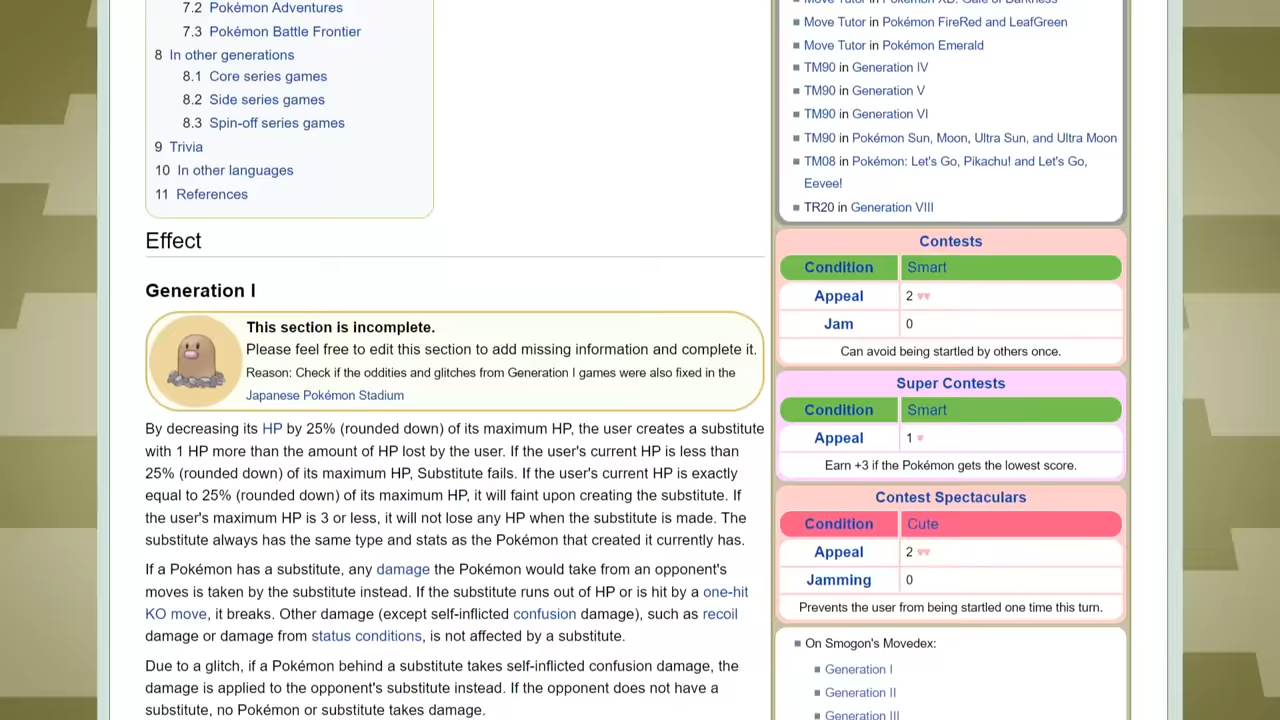 7.2 Pokémon Adventures
7.3 Pokémon Battle Frontier
8 In other generations
8.1 Core series games
8.2 Side series games
8.3 Spin-off series games
9 Trivia
10 In other languages
11 References
Effect
Generation I
This section is incomplete.
Please feel free to edit this section to add missing information and complete it.
Reason: Check if the oddities and glitches from Generation I games were also fixed in the
Japanese Pokémon Stadium
By decreasing its HP by 25% (rounded down) of its maximum HP, the user creates a substitute
with 1 HP more than the amount of HP lost by the user. If the user's current HP is less than
25% (rounded down) of its maximum HP, Substitute fails. If the user's current HP is exactly
equal to 25% (rounded down) of its maximum HP, it will faint upon creating the substitute. If
the user's maximum HP is 3 or less, it will not lose any HP when the substitute is made. The
substitute always has the same type and stats as the Pokémon that created it currently has.
If a Pokémon has a substitute, any damage the Pokémon would take from an opponent's
moves is taken by the substitute instead. If the substitute runs out of HP or is hit by a one-hit
KO move, it breaks. Other damage (except self-inflicted confusion damage), such as recoil
damage or damage from status conditions, is not affected by a substitute.
Due to a glitch, if a Pokémon behind a substitute takes self-inflicted confusion damage, the
damage is applied to the opponent's substitute instead. If the opponent does not have a
substitute, no Pokémon or substitute takes damage.
Move Tutor in Pokémon XD: Gale of Darkness
Move Tutor in Pokémon FireRed and LeafGreen
Move Tutor in Pokémon Emerald
TM90 in Generation IV
TM90 in Generation V
TM90 in Generation VI
TM90 in Pokémon Sun, Moon, Ultra Sun, and Ultra Moon
TM08 in Pokémon: Let's Go, Pikachu! and Let's Go,
Eevee!
TR20 in Generation VIII
Contests
Condition Smart
Appeal 2 ♥♥
Jam 0
Can avoid being startled by others once.
Super Contests
Condition Smart
Appeal 1 ♥
Earn +3 if the Pokémon gets the lowest score.
Contest Spectaculars
Condition Cute
Appeal 2 ♥♥
Jamming 0
Prevents the user from being startled one time this turn.
On Smogon's Movedex:
Generation I
Generation II
Generation III